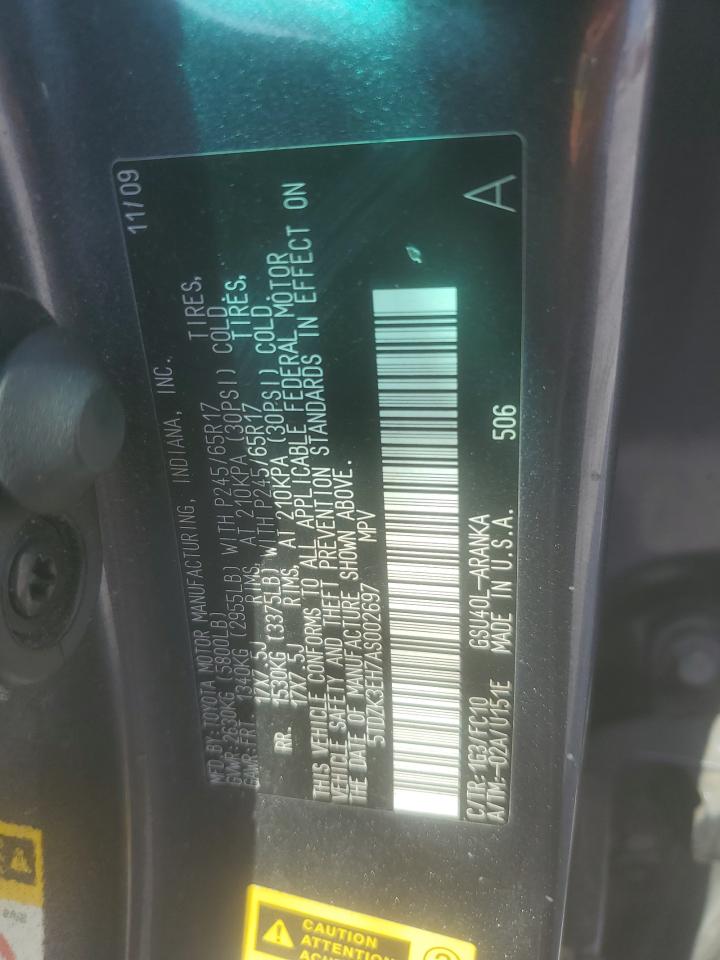 11/09
MFD. BY: TOYOTA MOTOR MANUFACTURING, INDIANA, INC.
GVWR: 2630KG (5800LB)
GAWR: FRT. 1340KG (2955LB) WITH P245/65R17 TIRES,
17X7.5J RIMS, AT 210KPA (30PSI) COLD.
RR. 1530KG (3375LB) WITH P245/65R17 TIRES,
17X7.5J RIMS, AT 210KPA (30PSI) COLD.
THIS VEHICLE CONFORMS TO ALL APPLICABLE FEDERAL MOTOR
VEHICLE SAFETY AND THEFT PREVENTION STANDARDS IN EFFECT ON
THE DATE OF MANUFACTURE SHOWN ABOVE.
5TDZK3EH7AS002697 MPV
C/TR: 1G3/FC10 GSU40L-ARANKA 506
A/TM-02A/U151E MADE IN U.S.A.
A
CAUTION
ATTENTION